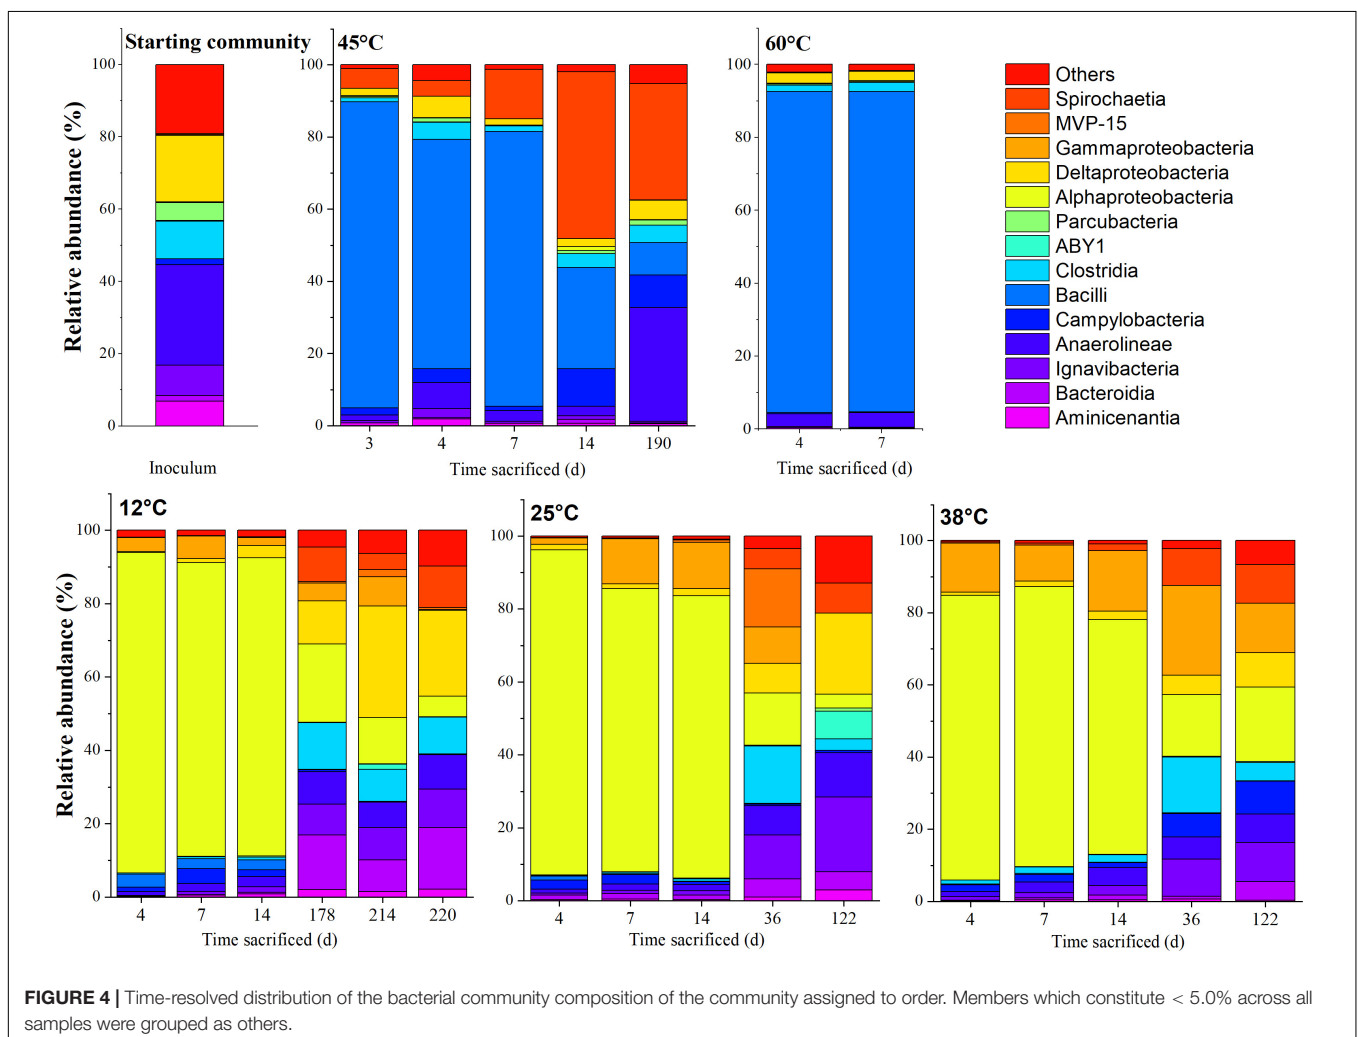 Starting community
45°C
60°C
100
80
60
40
20
0
Relative abundance (%)
Inoculum
100
80
60
40
20
0
3 4 7 14 190
Time sacrificed (d)
100
80
60
40
20
0
4 7
Time sacrificed (d)
Others
Spirochaetia
MVP-15
Gammaproteobacteria
Deltaproteobacteria
Alphaproteobacteria
Parcubacteria
ABY1
Clostridia
Bacilli
Campylobacteria
Anaerolineae
Ignavibacteria
Bacteroidia
Aminicenantia
12°C
100
80
60
40
20
0
Relative abundance (%)
4 7 14 178 214 220
Time sacrificed (d)
25°C
100
80
60
40
20
0
4 7 14 36 122
Time sacrificed (d)
38°C
100
80
60
40
20
0
4 7 14 36 122
Time sacrificed (d)
FIGURE 4 | Time-resolved distribution of the bacterial community composition of the community assigned to order. Members which constitute < 5.0% across all
samples were grouped as others.